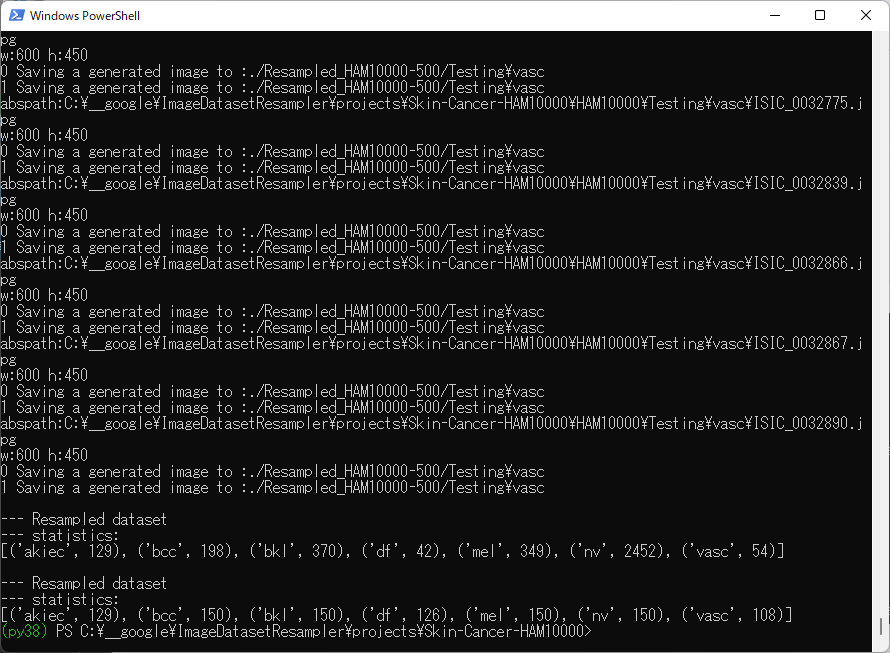 Windows PowerShell
pg
w:600 h:450
0 Saving a generated image to :./Resampled_HAM10000-500/Testing¥vasc
1 Saving a generated image to :./Resampled_HAM10000-500/Testing¥vasc
abspath:C:¥__google¥ImageDatasetResampler¥projects¥Skin-Cancer-HAM10000¥HAM10000¥Testing¥vasc¥ISIC_0032775.j
pg
w:600 h:450
0 Saving a generated image to :./Resampled_HAM10000-500/Testing¥vasc
1 Saving a generated image to :./Resampled_HAM10000-500/Testing¥vasc
abspath:C:¥__google¥ImageDatasetResampler¥projects¥Skin-Cancer-HAM10000¥HAM10000¥Testing¥vasc¥ISIC_0032839.j
pg
w:600 h:450
0 Saving a generated image to :./Resampled_HAM10000-500/Testing¥vasc
1 Saving a generated image to :./Resampled_HAM10000-500/Testing¥vasc
abspath:C:¥__google¥ImageDatasetResampler¥projects¥Skin-Cancer-HAM10000¥HAM10000¥Testing¥vasc¥ISIC_0032866.j
pg
w:600 h:450
0 Saving a generated image to :./Resampled_HAM10000-500/Testing¥vasc
1 Saving a generated image to :./Resampled_HAM10000-500/Testing¥vasc
abspath:C:¥__google¥ImageDatasetResampler¥projects¥Skin-Cancer-HAM10000¥HAM10000¥Testing¥vasc¥ISIC_0032867.j
pg
w:600 h:450
0 Saving a generated image to :./Resampled_HAM10000-500/Testing¥vasc
1 Saving a generated image to :./Resampled_HAM10000-500/Testing¥vasc
abspath:C:¥__google¥ImageDatasetResampler¥projects¥Skin-Cancer-HAM10000¥HAM10000¥Testing¥vasc¥ISIC_0032890.j
pg
w:600 h:450
0 Saving a generated image to :./Resampled_HAM10000-500/Testing¥vasc
1 Saving a generated image to :./Resampled_HAM10000-500/Testing¥vasc
--- Resampled dataset
--- statistics:
[('akiec', 129), ('bcc', 198), ('bkl', 370), ('df', 42), ('mel', 349), ('nv', 2452), ('vasc', 54)]
--- Resampled dataset
--- statistics:
[('akiec', 129), ('bcc', 150), ('bkl', 150), ('df', 126), ('mel', 150), ('nv', 150), ('vasc', 108)]
(py38) PS C:¥__google¥ImageDatasetResampler¥projects¥Skin-Cancer-HAM10000>